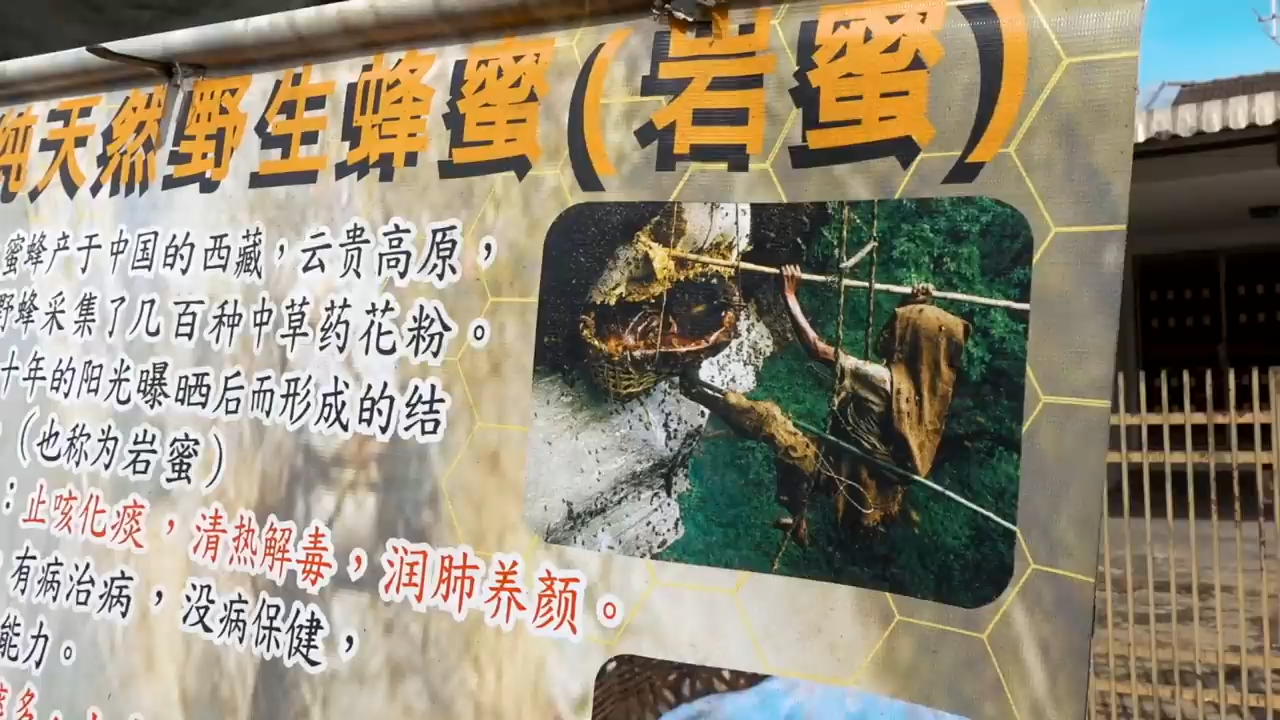 纯天然野生蜂蜜(岩蜜)
蜜蜂产于中国的西藏，云贵高原，
野蜂采集了几百种中草药花粉。
十年的阳光曝晒后而形成的结
（也称为岩蜜）
：止咳化痰，清热解毒，润肺养颜。
有病治病，没病保健，
能力。